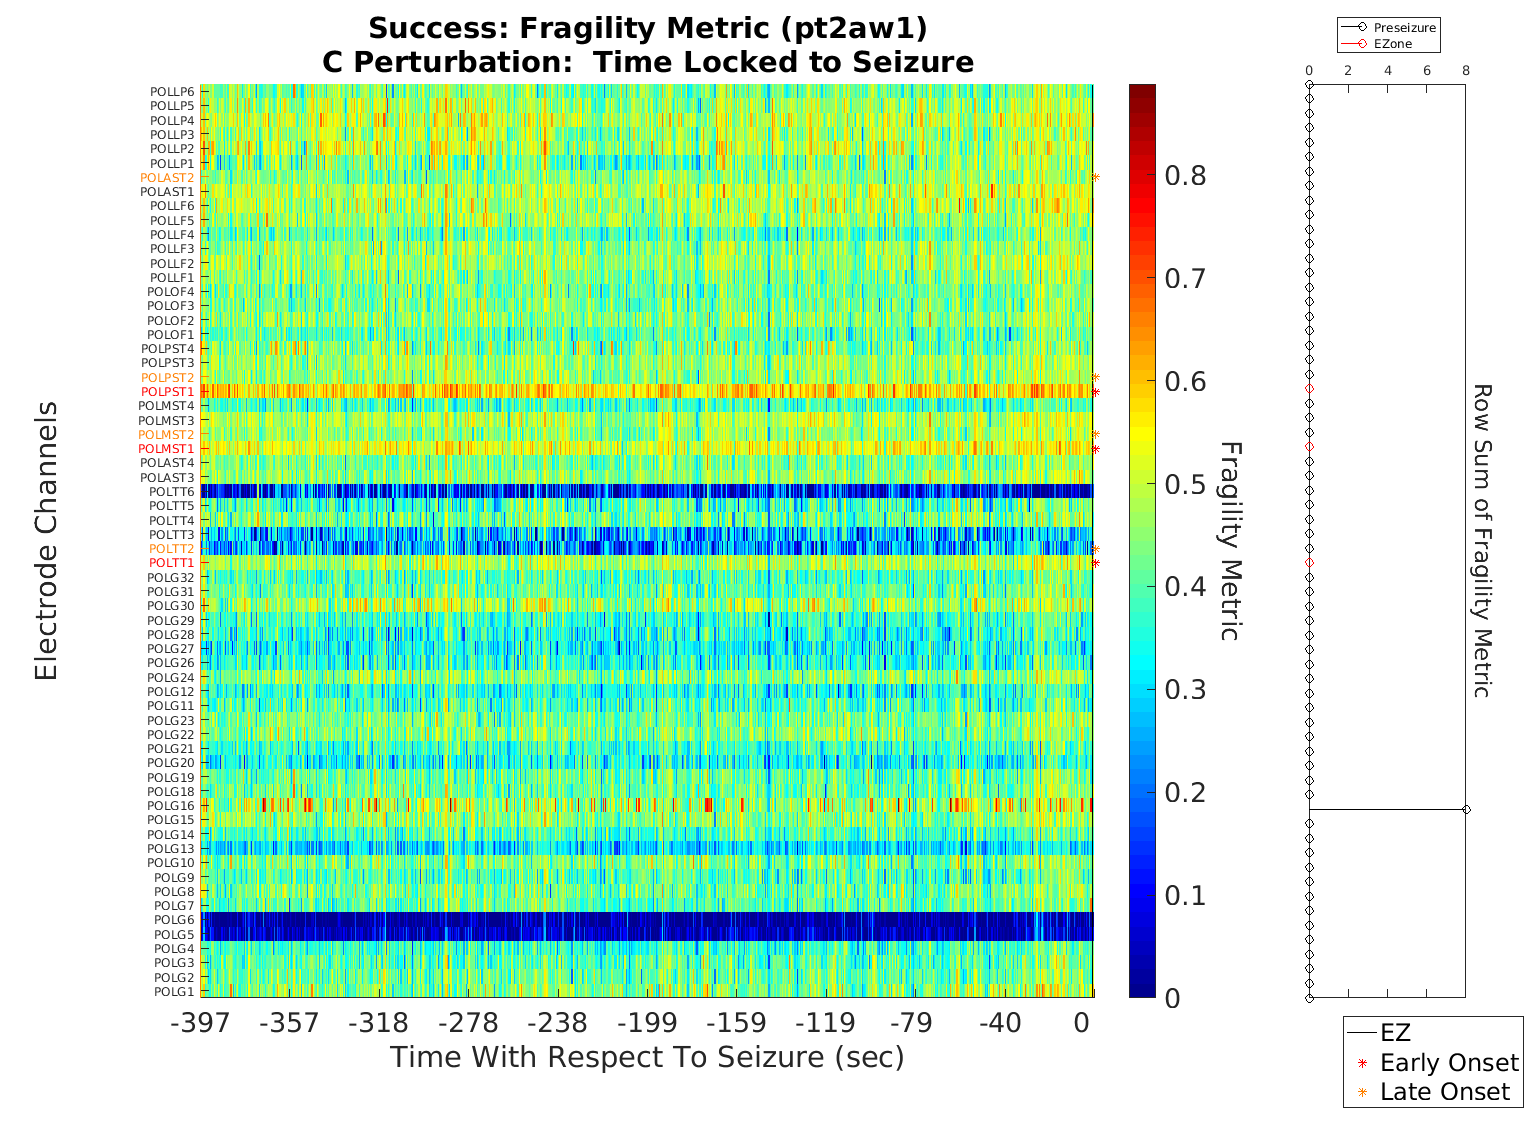 Success: Fragility Metric (pt2aw1)
C Perturbation:  Time Locked to Seizure
Preseizure
EZone
0 2 4 6 8
POLLP6
POLLP5
POLLP4
POLLP3
POLLP2
POLLP1
POLAST2
POLAST1
POLLF6
POLLF5
POLLF4
POLLF3
POLLF2
POLLF1
POLOF4
POLOF3
POLOF2
POLOF1
POLPST4
POLPST3
POLPST2
POLPST1
POLMST4
POLMST3
POLMST2
POLMST1
POLAST4
POLAST3
POLTT6
POLTT5
POLTT4
POLTT3
POLTT2
POLTT1
POLG32
POLG31
POLG30
POLG29
POLG28
POLG27
POLG26
POLG24
POLG12
POLG11
POLG23
POLG22
POLG21
POLG20
POLG19
POLG18
POLG16
POLG15
POLG14
POLG13
POLG10
POLG9
POLG8
POLG7
POLG6
POLG5
POLG4
POLG3
POLG2
POLG1
Electrode Channels
-397 -357 -318 -278 -238 -199 -159 -119 -79 -40 0
Time With Respect To Seizure (sec)
0.8
0.7
0.6
0.5
0.4
0.3
0.2
0.1
0
Fragility Metric
Row Sum of Fragility Metric
EZ
Early Onset
Late Onset